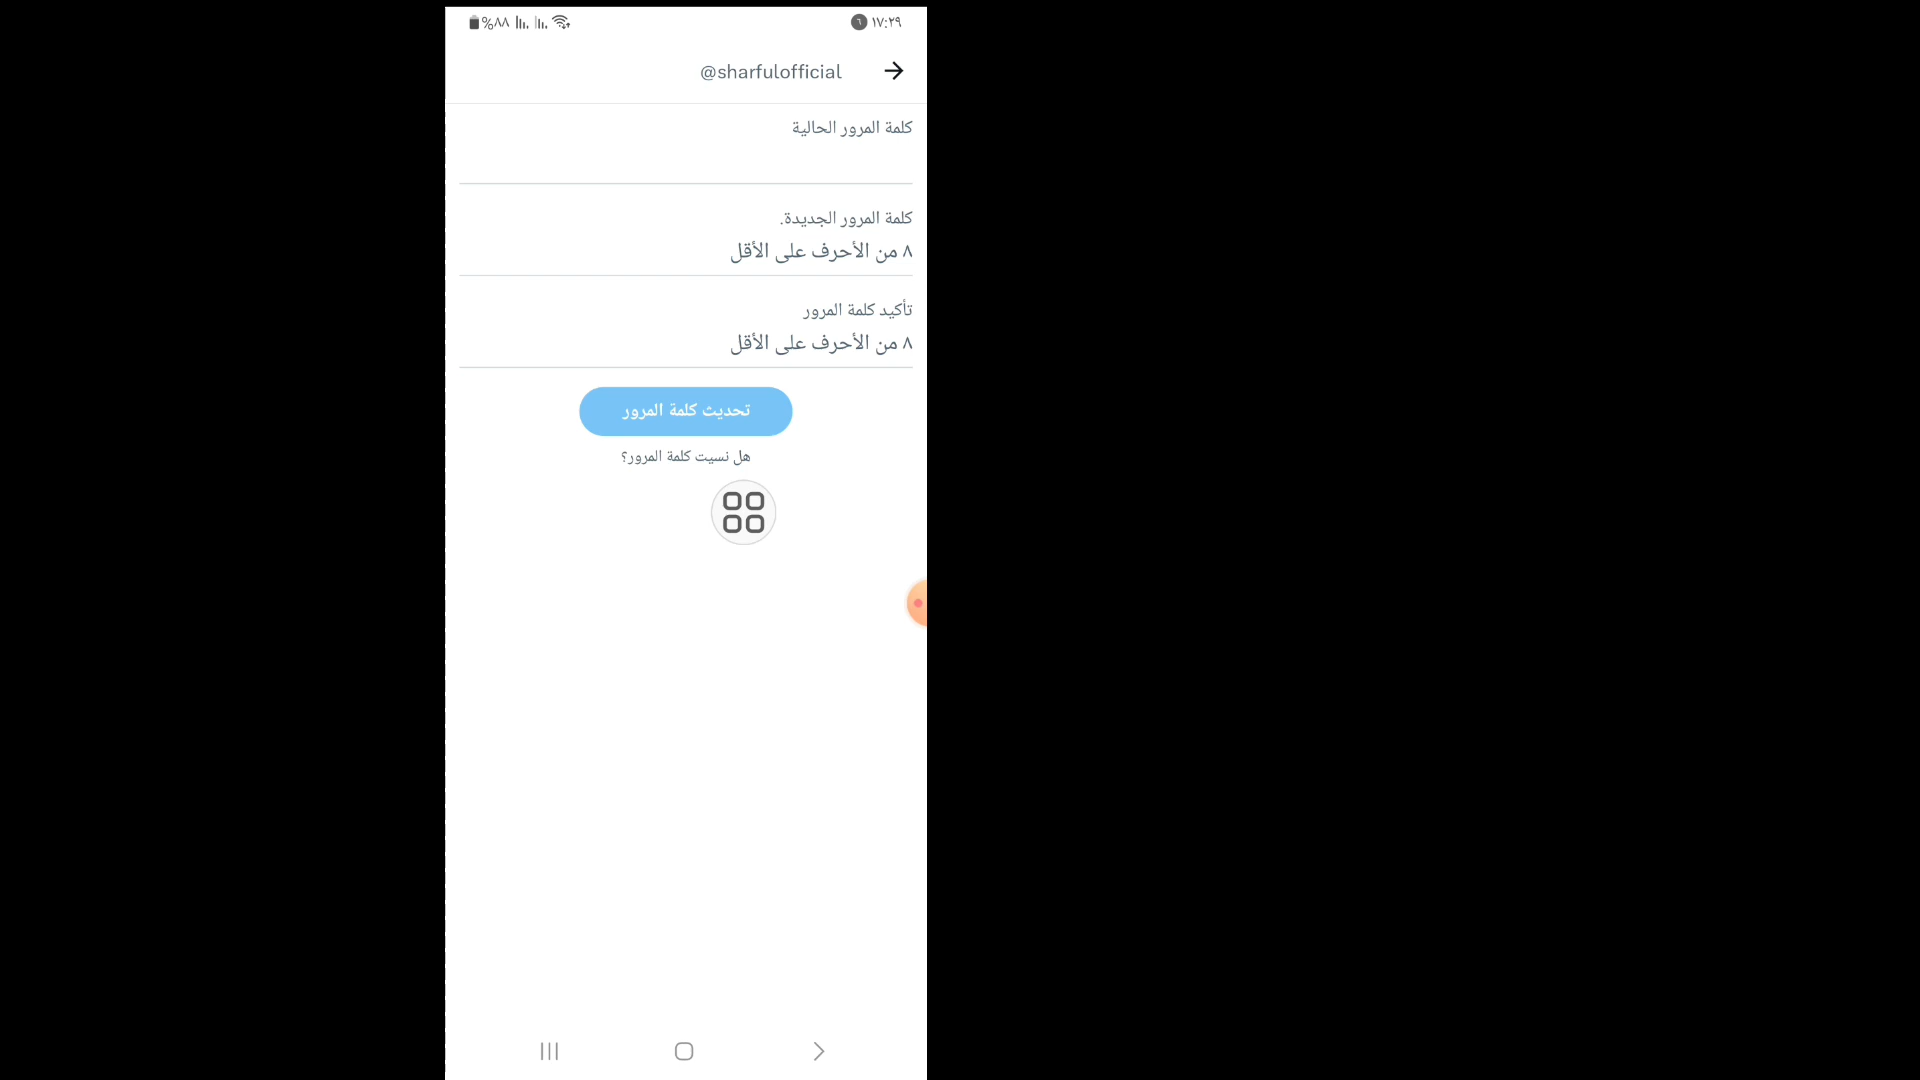 ١٧:٢٩ ٦ %٨٨
@sharfulofficial
كلمة المرور الحالية
كلمة المرور الجديدة.
٨ من الأحرف على الأقل
تأكيد كلمة المرور
٨ من الأحرف على الأقل
تحديث كلمة المرور
هل نسيت كلمة المرور؟